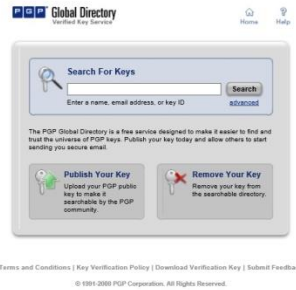 PGP Global Directory
Verified Key Service
Home Help
Search For Keys
Search
Enter a name, email address, or key ID advanced
The PGP Global Directory is a free service designed to make it easier to find and
trust the universe of PGP keys. Publish your key today and allow others to start
sending you secure email.
Publish Your Key
Upload your PGP public
key to make it
searchable by the PGP
community.
Remove Your Key
Remove your key from
the searchable directory.
Terms and Conditions | Key Verification Policy | Download Verification Key | Submit Feedba
© 1991-2008 PGP Corporation. All Rights Reserved.